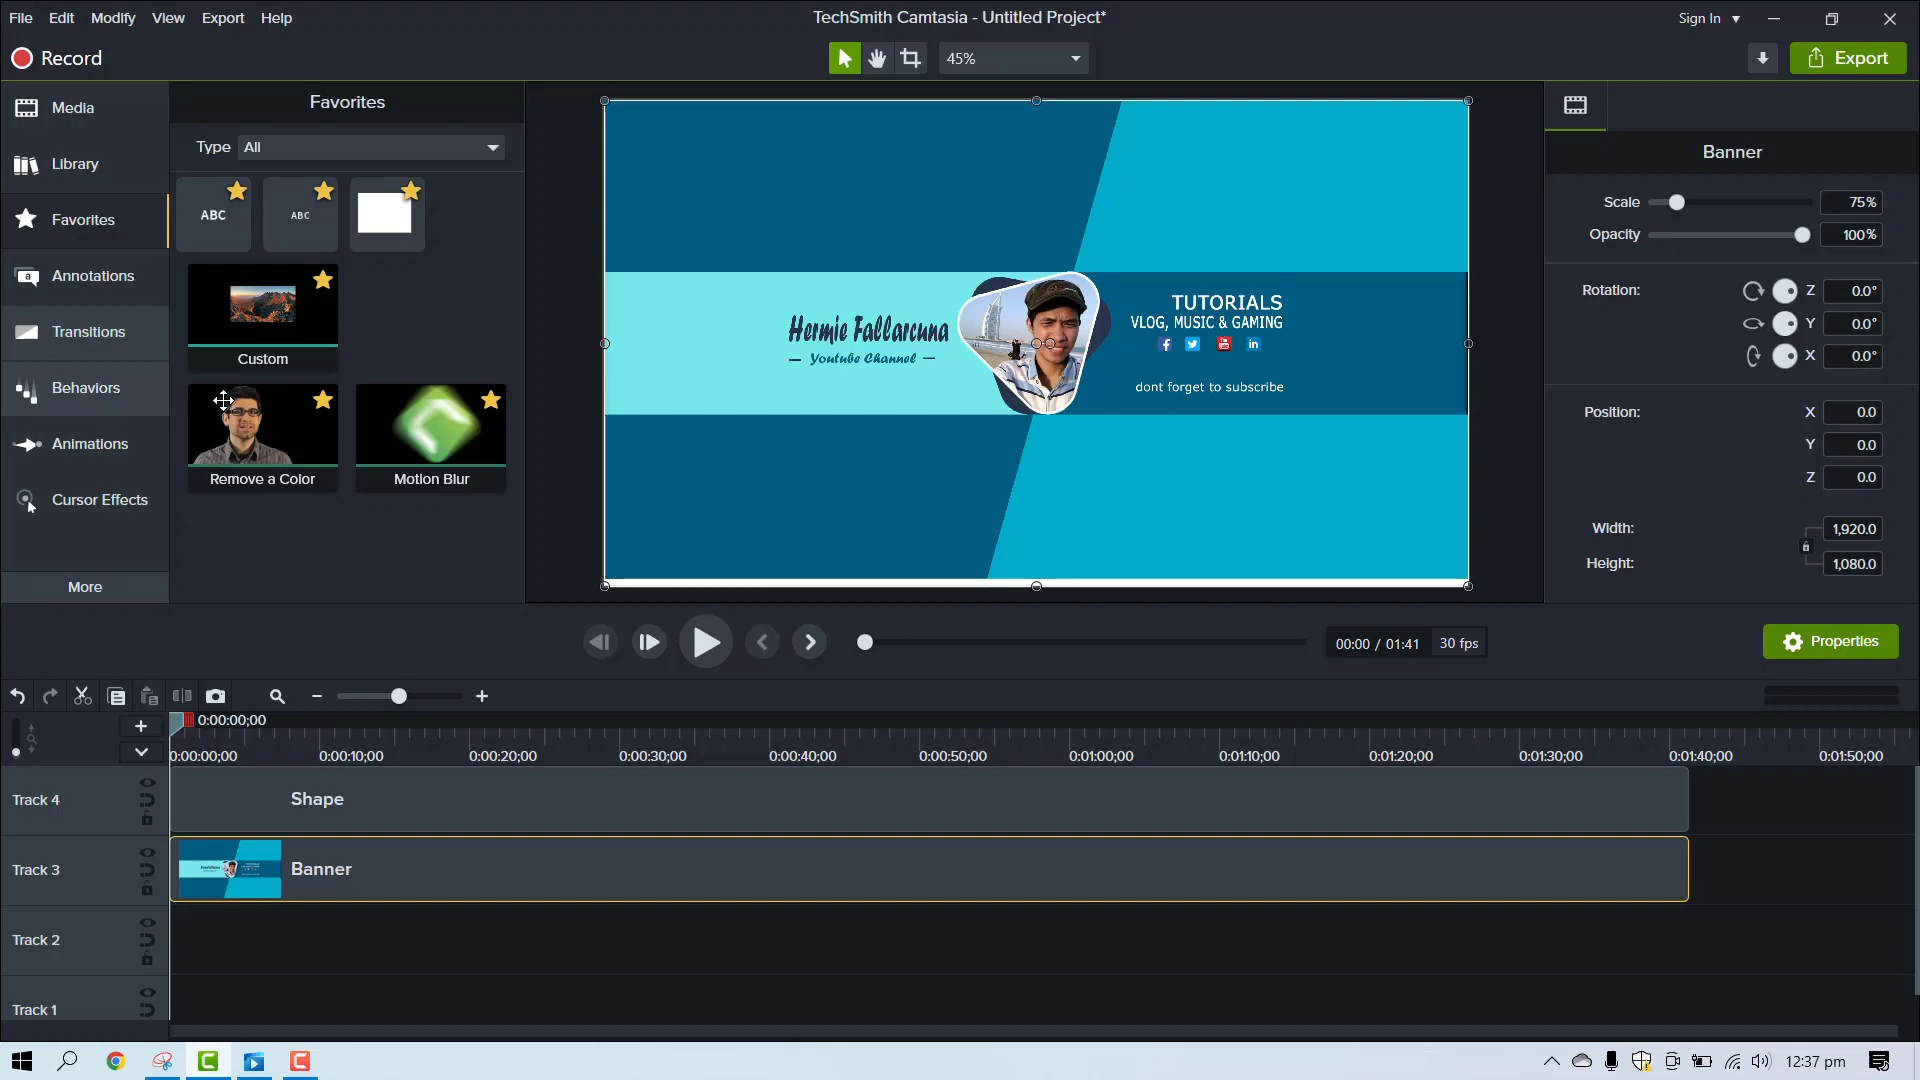 File Edit Modify View Export Help
TechSmith Camtasia - Untitled Project*
Sign In
Record
45%
Export
Media
Library
Favorites
Annotations
Transitions
Behaviors
Animations
Cursor Effects
More
Favorites
Type All
ABC
ABC
Custom
Remove a Color
Motion Blur
Hermie Fallarcuna
Youtube Channel
TUTORIALS
VLOG, MUSIC & GAMING
dont forget to subscribe
Banner
Scale 75%
Opacity 100%
Rotation: Z 0.0°
Y 0.0°
X 0.0°
Position: X 0.0
Y 0.0
Z 0.0
Width: 1,920.0
Height: 1,080.0
00:00 / 01:41 30 fps
Properties
0:00:00;00
0:00:00;00 0:00:10;00 0:00:20;00 0:00:30;00 0:00:40;00 0:00:50;00 0:01:00;00 0:01:10;00 0:01:20;00 0:01:30;00 0:01:40;00 0:01:50;00
Track 4 Shape
Track 3 Banner
Track 2
Track 1
12:37 pm